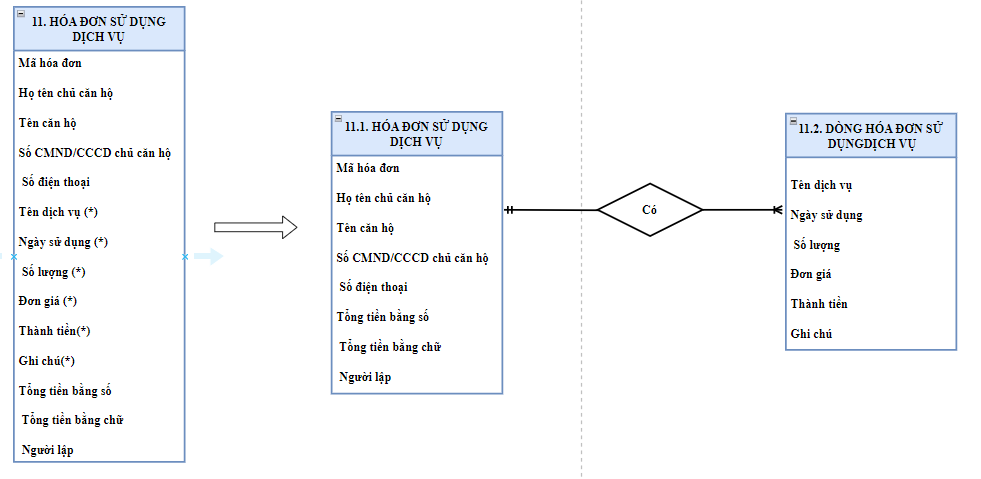 11. HÓA ĐƠN SỬ DỤNG
DỊCH VỤ
Mã hóa đơn
Họ tên chủ căn hộ
Tên căn hộ
Số CMND/CCCD chủ căn hộ
Số điện thoại
Tên dịch vụ (*)
Ngày sử dụng (*)
Số lượng (*)
Đơn giá (*)
Thành tiền(*)
Ghi chú(*)
Tổng tiền bằng số
Tổng tiền bằng chữ
Người lập
11.1. HÓA ĐƠN SỬ DỤNG
DỊCH VỤ
Mã hóa đơn
Họ tên chủ căn hộ
Tên căn hộ
Số CMND/CCCD chủ căn hộ
Số điện thoại
Tổng tiền bằng số
Tổng tiền bằng chữ
Người lập
Có
11.2. DÒNG HÓA ĐƠN SỬ
DỤNGDỊCH VỤ
Tên dịch vụ
Ngày sử dụng
Số lượng
Đơn giá
Thành tiền
Ghi chú